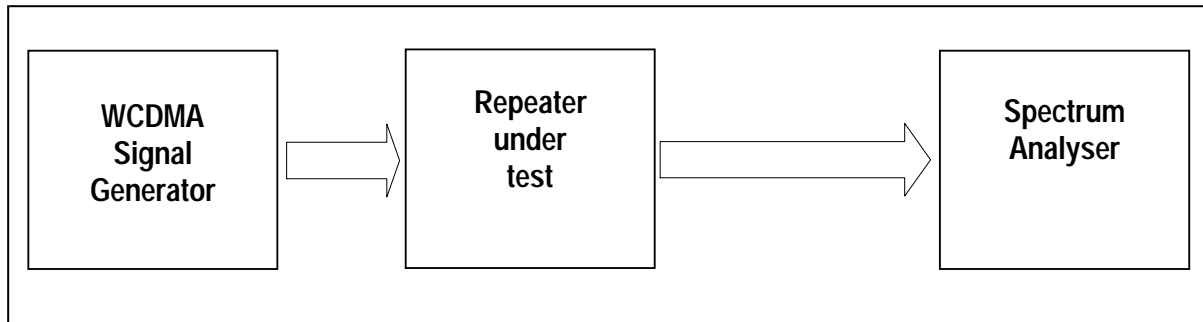 WCDMA
Signal
Generator
Repeater
under
test
Spectrum
Analyser